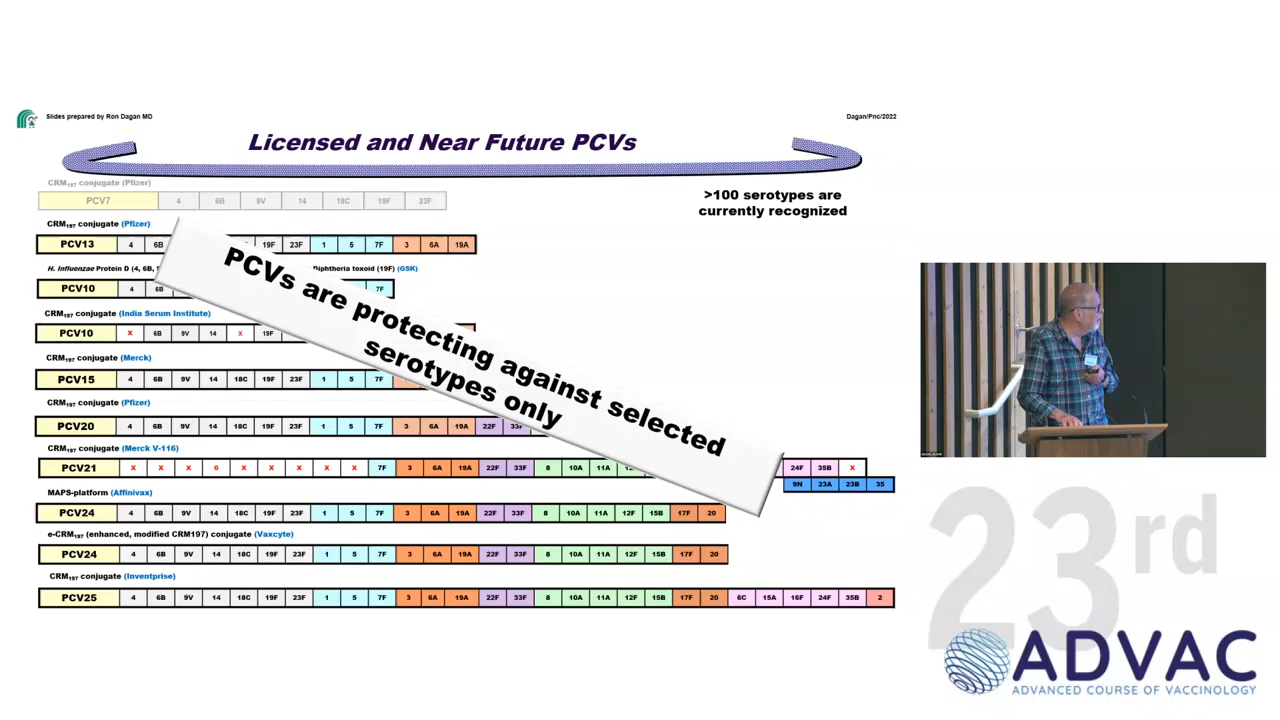 Slides prepared by Ron Dagan MD
Dagan/Pnc/2022
Licensed and Near Future PCVs
>100 serotypes are
currently recognized
CRM197 conjugate (Pfizer)
PCV7 4 6B 9V 14 18C 19F 23F
CRM197 conjugate (Pfizer)
PCV13 4 6B 19F 23F 1 5 7F 3 6A 19A
H. Influenzae Protein D (4, 6B, Diphtheria toxoid (19F) (GSK)
PCV10 4 6B 7F
CRM197 conjugate (India Serum Institute)
PCV10 X 6B 9V 14 X 19F
CRM197 conjugate (Merck)
PCV15 4 6B 9V 14 18C 19F 23F 1 5 7F
CRM197 conjugate (Pfizer)
PCV20 4 6B 9V 14 18C 19F 23F 1 5 7F 3 6A 19A 22F 33F
CRM197 conjugate (Merck V-116)
PCV21 X X X 0 X X X X X 7F 3 6A 19A 22F 33F 8 10A 11A 24F 35B X
9N 23A 23B 35
MAPS-platform (Affinivax)
PCV24 4 6B 9V 14 18C 19F 23F 1 5 7F 3 6A 19A 22F 33F 8 10A 11A 12F 15B 17F 20
e-CRM197 (enhanced, modified CRM197) conjugate (Vaxcyte)
PCV24 4 6B 9V 14 18C 19F 23F 1 5 7F 3 6A 19A 22F 33F 8 10A 11A 12F 15B 17F 20
CRM197 conjugate (Inventprise)
PCV25 4 6B 9V 14 18C 19F 23F 1 5 7F 3 6A 19A 22F 33F 8 10A 11A 12F 15B 17F 20 6C 15A 16F 24F 35B 2
PCVs are protecting against selected
serotypes only
23rd
ADVAC
ADVANCED COURSE OF VACCINOLOGY